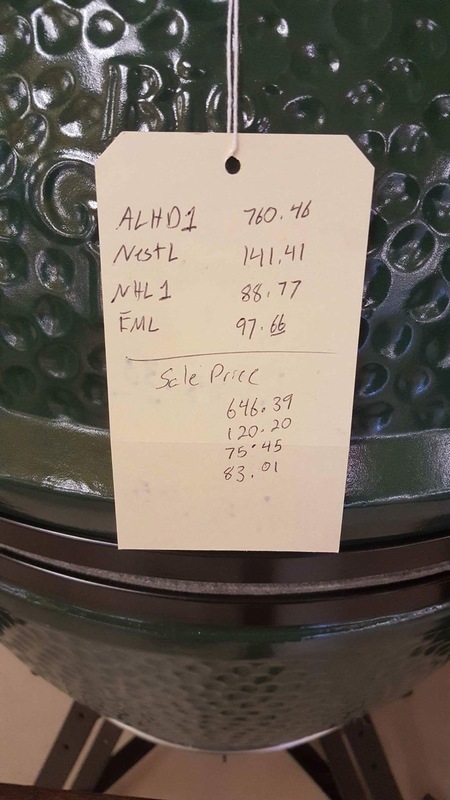 Big
ALHD1 760.46
NestL 141.41
NHL1 88.77
EML 97.66
Sale Price
646.39
120.20
75.45
83.01